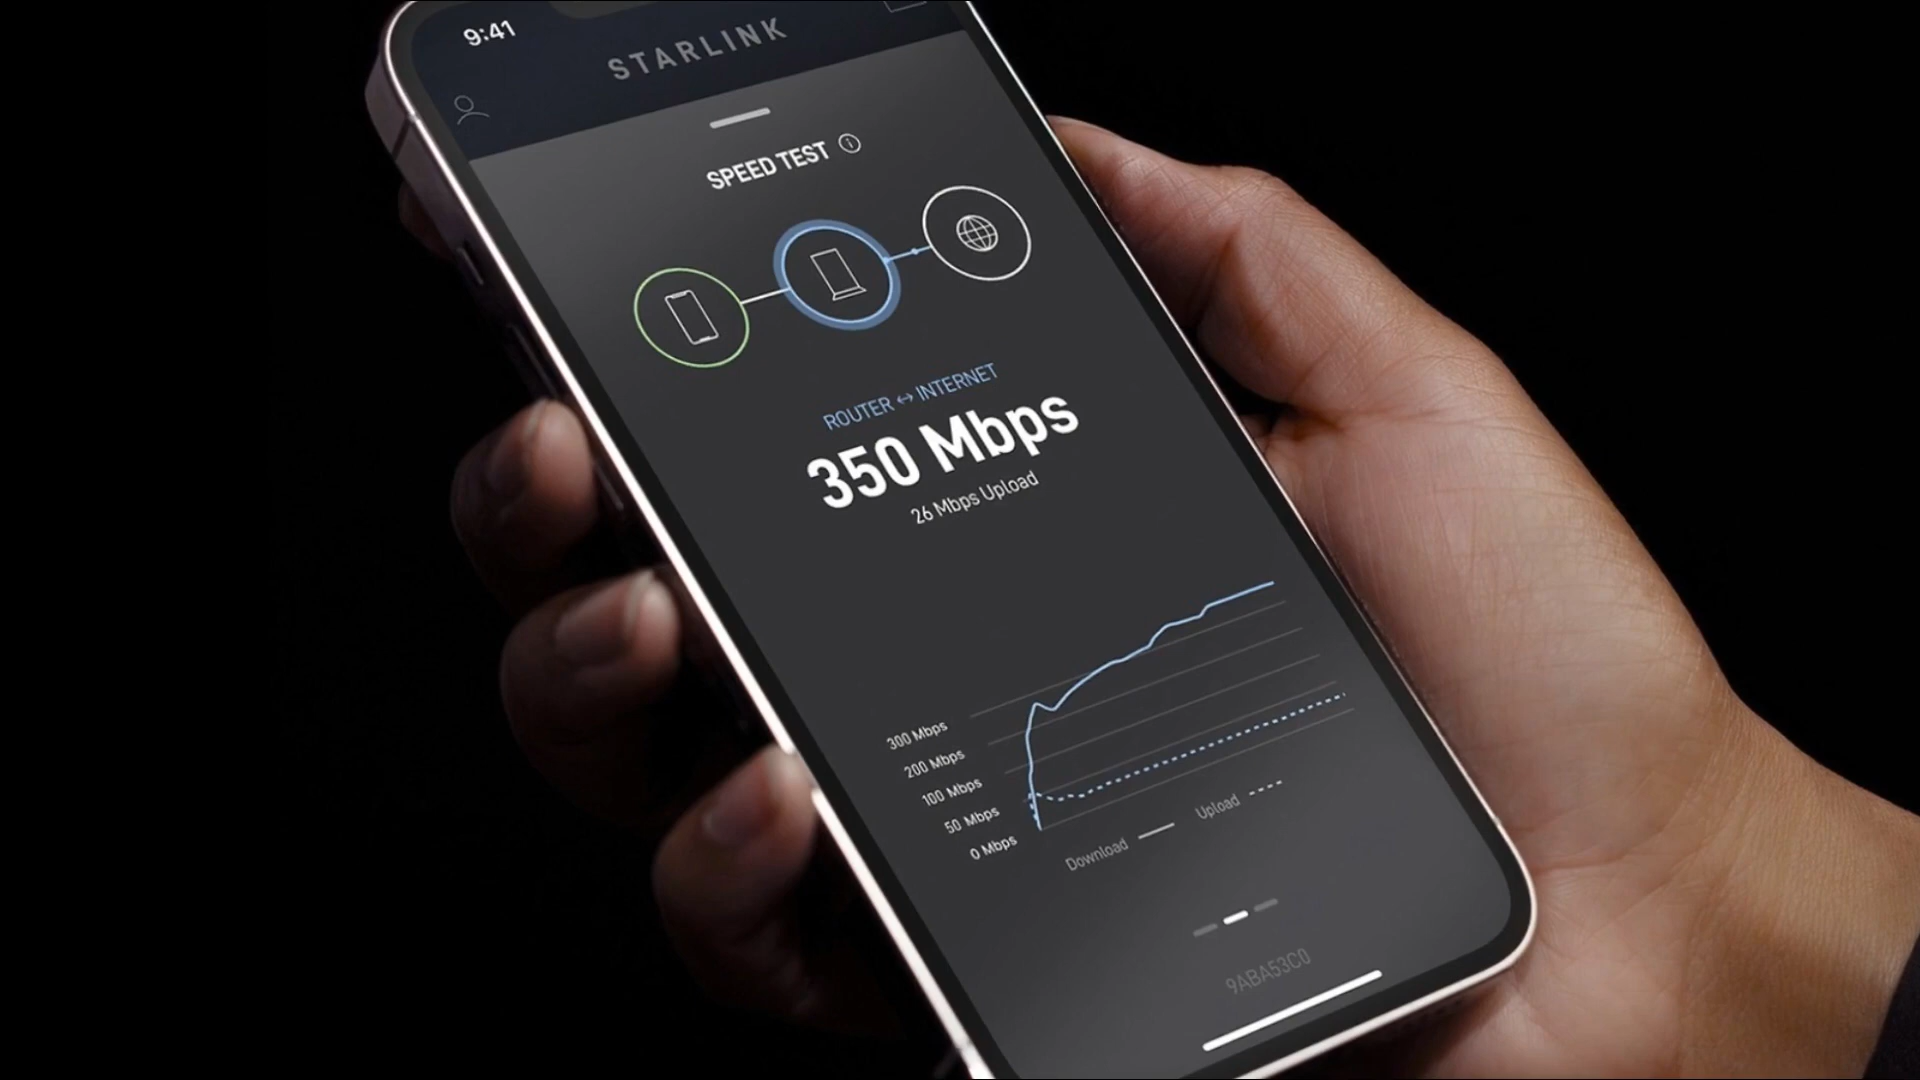 9:41
STARLINK
SPEED TEST
ROUTER ↔ INTERNET
350 Mbps
26 Mbps Upload
300 Mbps
200 Mbps
100 Mbps
50 Mbps
0 Mbps
Download
Upload
9ABA53C0